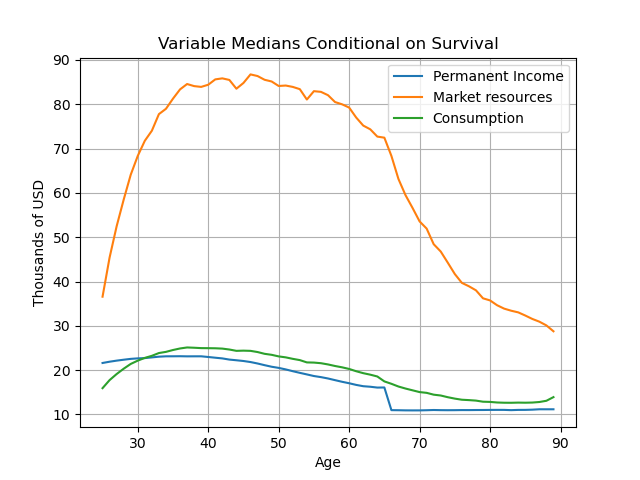 Variable Medians Conditional on Survival
Permanent Income
Market resources
Consumption
Thousands of USD
90
80
70
60
50
40
30
20
10
30 40 50 60 70 80 90
Age